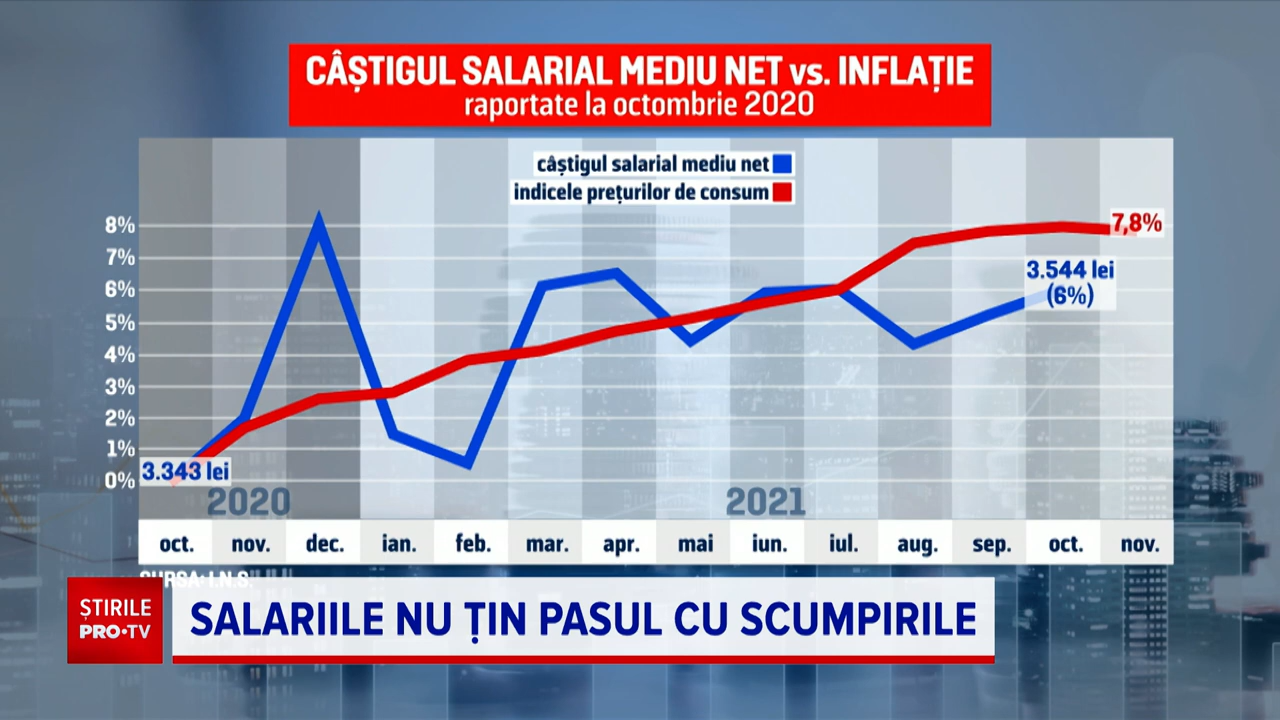 CÂȘTIGUL SALARIAL MEDIU NET vs. INFLAȚIE
raportate la octombrie 2020
câștigul salarial mediu net
indicele prețurilor de consum
8%
7%
6%
5%
4%
3%
2%
1%
0%
7,8%
3.544 lei
(6%)
3.343 lei
2020
2021
oct. nov. dec. ian. feb. mar. apr. mai iun. iul. aug. sep. oct. nov.
SURSA: I.N.S.
ȘTIRILE
PRO•TV
SALARIILE NU ȚIN PASUL CU SCUMPIRILE